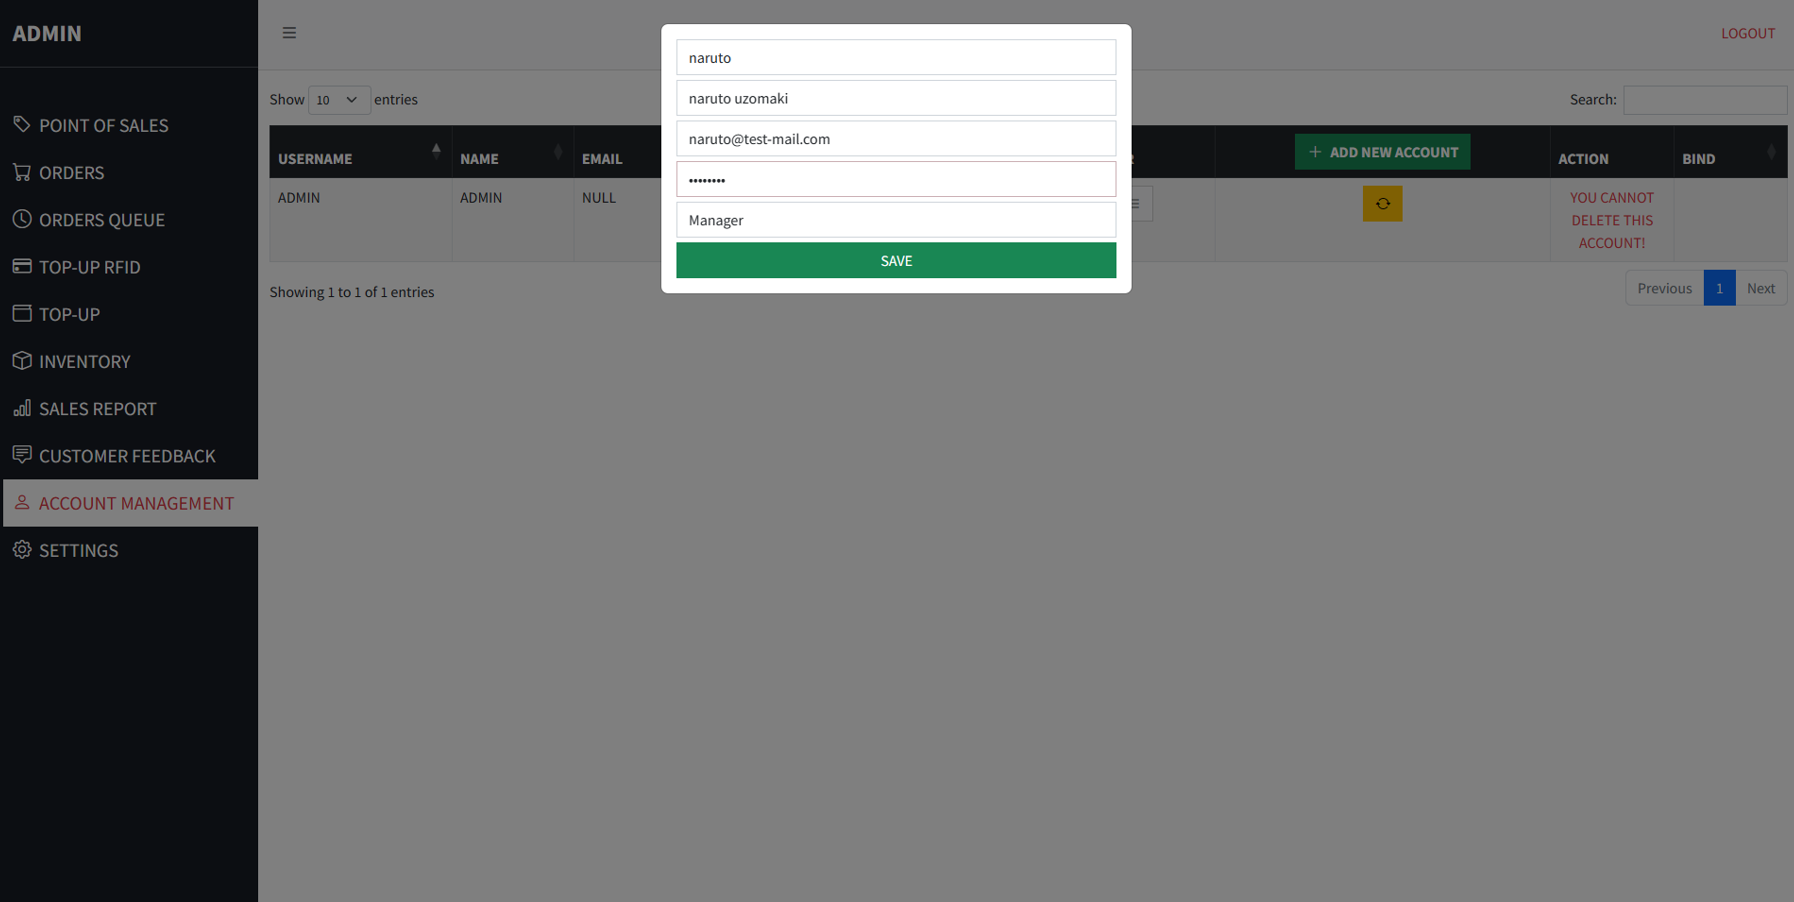 ADMIN
LOGOUT
POINT OF SALES
ORDERS
ORDERS QUEUE
TOP-UP RFID
TOP-UP
INVENTORY
SALES REPORT
CUSTOMER FEEDBACK
ACCOUNT MANAGEMENT
SETTINGS
naruto
naruto uzomaki
naruto@test-mail.com
••••••••
Manager
SAVE
Show 10 entries
Search:
USERNAME NAME EMAIL ADD NEW ACCOUNT ACTION BIND
ADMIN ADMIN NULL YOU CANNOT
DELETE THIS
ACCOUNT!
Showing 1 to 1 of 1 entries
Previous 1 Next